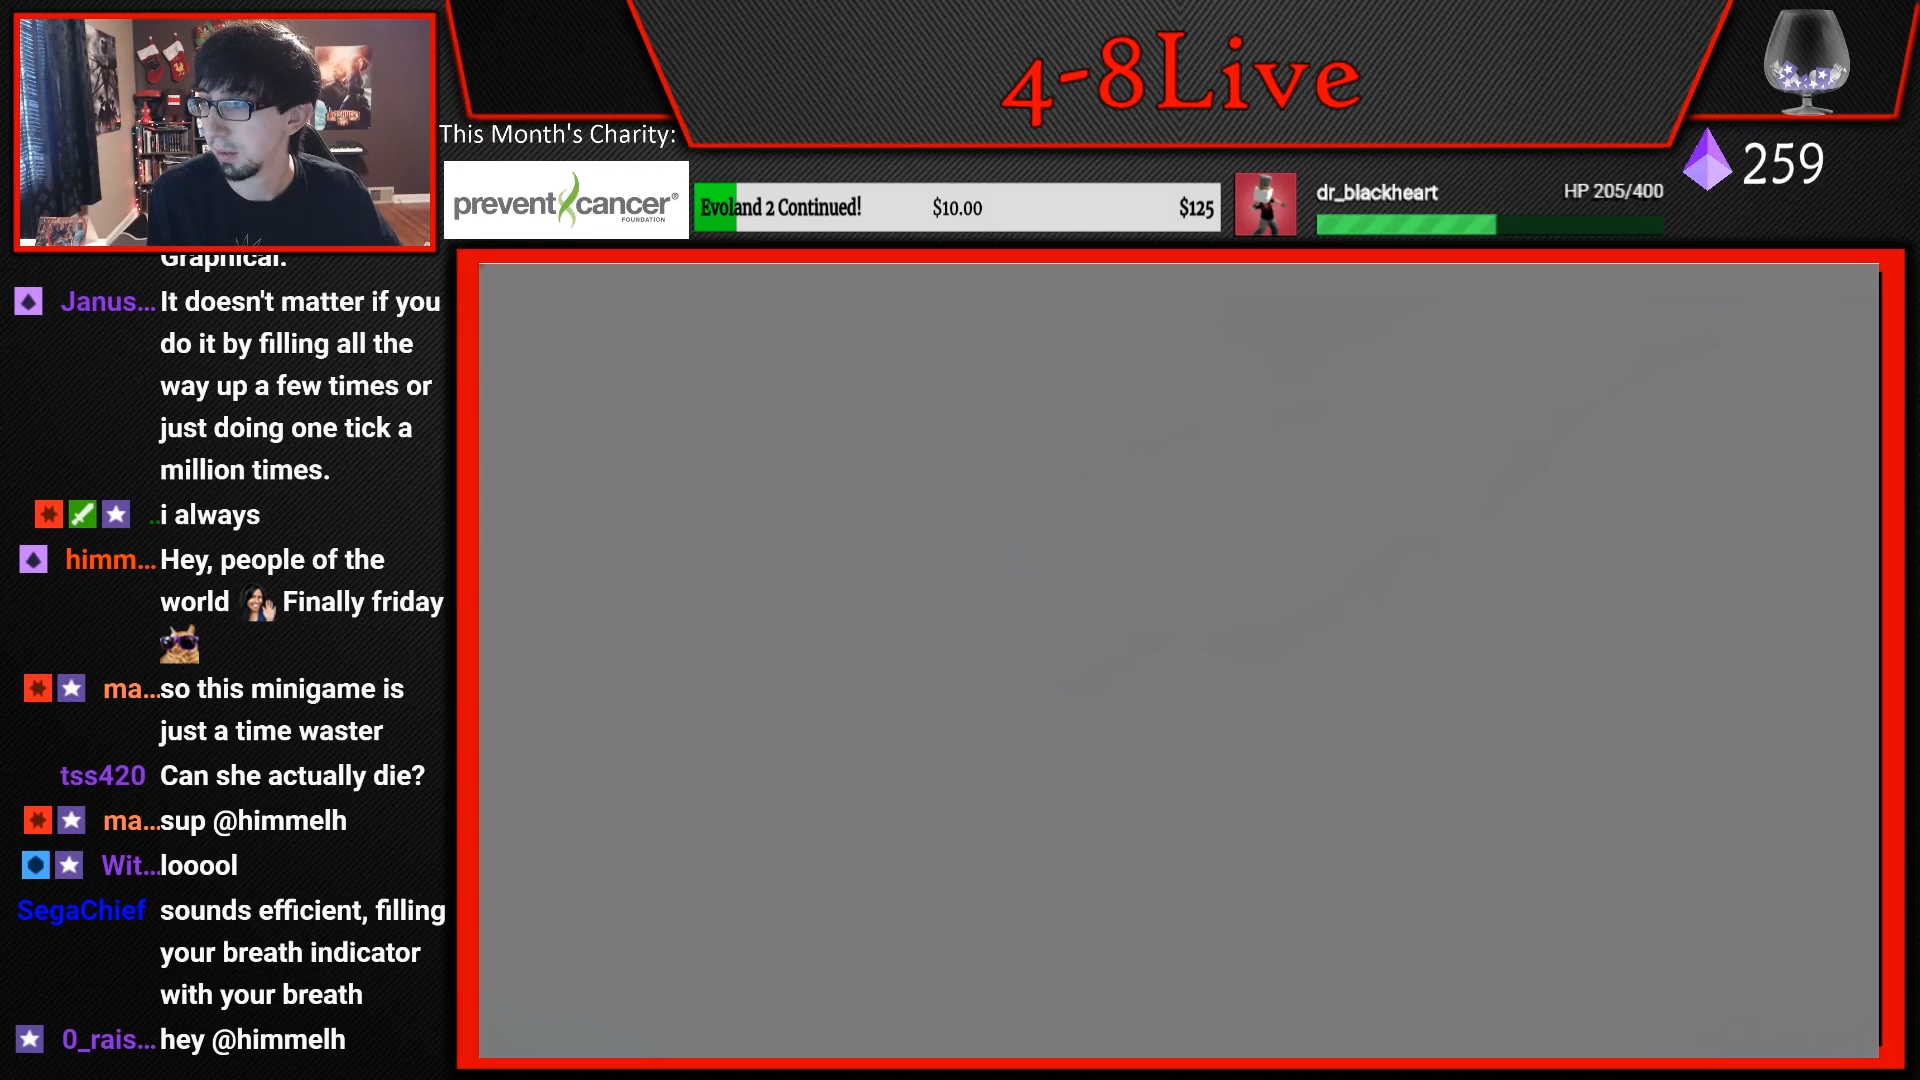 4-8Live
This Month's Charity:
prevent cancer®
FOUNDATION
Evoland 2 Continued! $10.00 $125
dr_blackheart HP 205/400
259
Graphical.
Janus... It doesn't matter if you
do it by filling all the
way up a few times or
just doing one tick a
million times.
.. i always
himm... Hey, people of the
world Finally friday
ma... so this minigame is
just a time waster
tss420 Can she actually die?
ma... sup @himmelh
Wit... looool
SegaChief sounds efficient, filling
your breath indicator
with your breath
0_rais... hey @himmelh